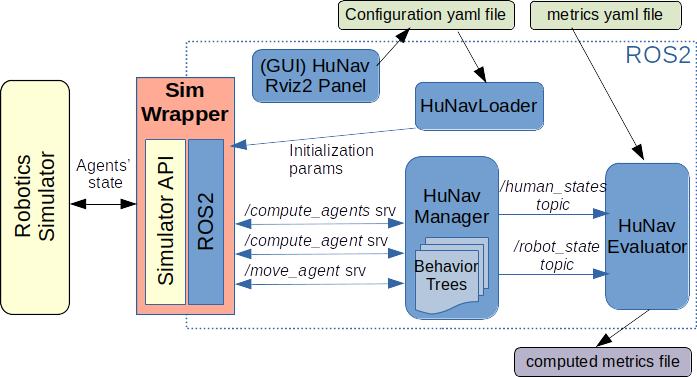 Configuration yaml file
metrics yaml file
ROS2
(GUI) HuNav
Rviz2 Panel
HuNavLoader
Sim
Wrapper
Robotics
Simulator
Agents'
state
Simulator API
ROS2
Initialization
params
/compute_agents srv
/compute_agent srv
/move_agent srv
HuNav
Manager
Behavior
Trees
/human_states
topic
/robot_state
topic
HuNav
Evaluator
computed metrics file